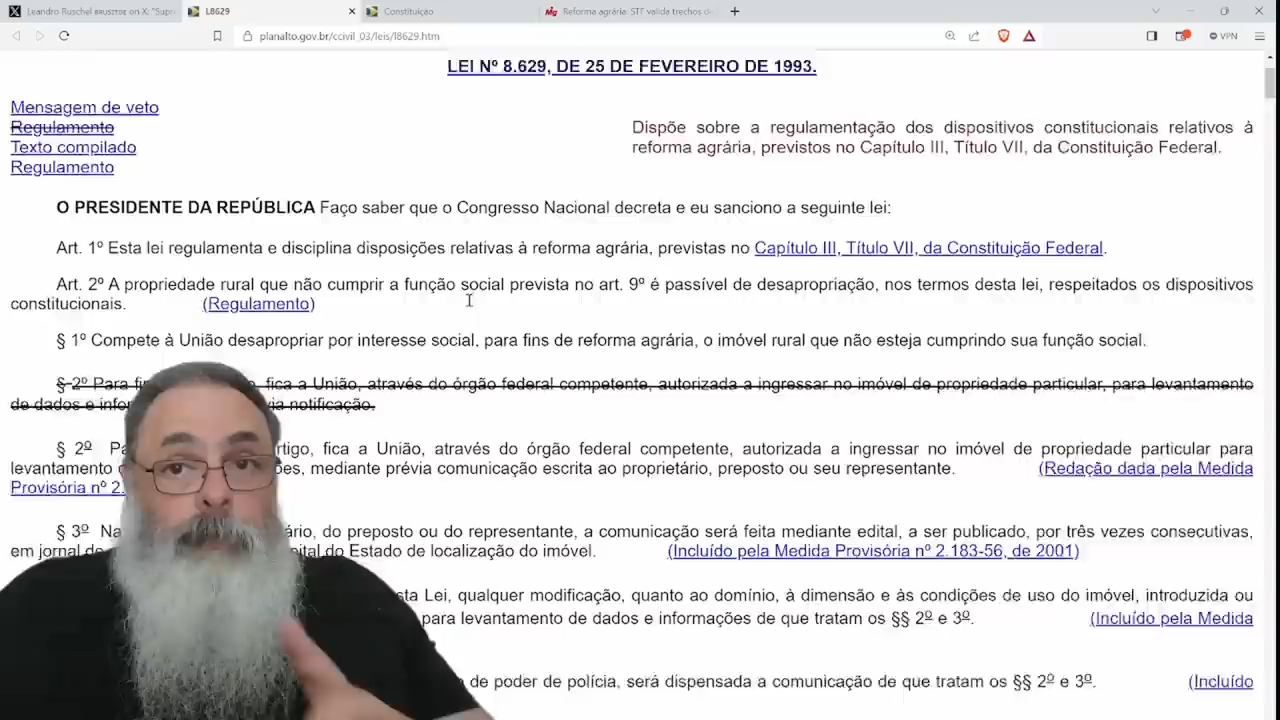 Leandro Ruschel on X: "Supr
L8629
Constituição
Reforma agrária: STF valida trechos d
planalto.gov.br/ccivil_03/leis/l8629.htm
VPN
LEI Nº 8.629, DE 25 DE FEVEREIRO DE 1993.
Mensagem de veto
Regulamento
Texto compilado
Regulamento
Dispõe sobre a regulamentação dos dispositivos constitucionais relativos à
reforma agrária, previstos no Capítulo III, Título VII, da Constituição Federal.
O PRESIDENTE DA REPÚBLICA Faço saber que o Congresso Nacional decreta e eu sanciono a seguinte lei:
Art. 1º Esta lei regulamenta e disciplina disposições relativas à reforma agrária, previstas no Capítulo III, Título VII, da Constituição Federal.
Art. 2º A propriedade rural que não cumprir a função social prevista no art. 9º é passível de desapropriação, nos termos desta lei, respeitados os dispositivos
constitucionais. (Regulamento)
§ 1º Compete à União desapropriar por interesse social, para fins de reforma agrária, o imóvel rural que não esteja cumprindo sua função social.
§ 2º Para fi , fica a União, através do órgão federal competente, autorizada a ingressar no imóvel de propriedade particular, para levantamento
de dados e infor via notificação.
§ 2º Pa rtigo, fica a União, através do órgão federal competente, autorizada a ingressar no imóvel de propriedade particular para
levantamento ões, mediante prévia comunicação escrita ao proprietário, preposto ou seu representante. (Redação dada pela Medida
Provisória nº 2.
§ 3º Na ário, do preposto ou do representante, a comunicação será feita mediante edital, a ser publicado, por três vezes consecutivas,
em jornal de pital do Estado de localização do imóvel. (Incluído pela Medida Provisória nº 2.183-56, de 2001)
sta Lei, qualquer modificação, quanto ao domínio, à dimensão e às condições de uso do imóvel, introduzida ou
para levantamento de dados e informações de que tratam os §§ 2º e 3º. (Incluído pela Medida
de poder de polícia, será dispensada a comunicação de que tratam os §§ 2º e 3º. (Incluído